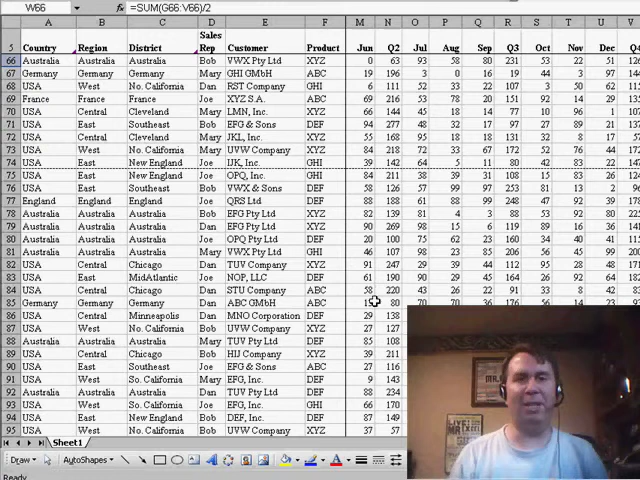 W66 fx =SUM(G66:V66)/2
A B C D E F M N O P Q R S T U V
Sales
5 Country Region District Rep Customer Product Jun Q2 Jul Aug Sep Q3 Oct Nov Dec Q4
66 Australia Australia Australia Bob VWX Pty Ltd XYZ 0 63 93 58 80 231 53 22 51 126
67 Germany Germany Germany Mary GHI GMbH ABC 19 196 3 0 16 19 44 3 97 144
68 USA West No. California Dan RST Company GHI 6 111 52 33 22 107 3 50 62
69 France France France Mary XYZ S.A. ABC 69 216 53 78 20 151 92 14 29
70 USA Central Cleveland Mary LMN, Inc. XYZ 66 144 45 18 14 77 10 96 1
71 USA East Southeast Bob EFG & Sons DEF 94 277 48 32 17 97 27 89 21
72 USA Central Cleveland Mary JKL, Inc. XYZ 55 168 95 18 18 131 32 8 17
73 USA West No. California Mary UVW Company XYZ 84 218 72 33 67 172 52 76 44
74 USA East New England Joe IJK, Inc. GHI 39 142 64 5 11 80 42 83 22
75 USA East New England Joe OPQ, Inc. GHI 84 211 38 39 31 108 15 83 26
76 USA East Southeast Mary VWX & Sons DEF 58 126 57 99 97 253 81 13 2
77 England England England Joe QRS Ltd DEF 88 188 61 99 88 248 47 92 39
78 Australia Australia Australia Bob EFG Pty Ltd XYZ 82 139 81 4 3 88 53 92 80
79 Australia Australia Australia Bob EFG Pty Ltd DEF 90 269 98 15 6 119 89 36
80 Australia Australia Australia Joe OPQ Pty Ltd DEF 20 100 75 62 23 160 34 40 41
81 Australia Australia Australia Mary VWX Pty Ltd XYZ 46 107 98 23 85 206 56 45 99
82 USA Central Chicago Dan TUV Company XYZ 91 247 29 39 44 112 95 28 48
83 USA East MidAtlantic Joe NOP, LLC DEF 61 190 90 29 45 164 26 92
84 USA Central Chicago Dan STU Company ABC 58 220 43 26 22 91 33 8 42
85 Germany Germany Germany Dan ABC GMbH ABC 80 70 70 36 176 56 14 23
86 USA Central Minneapolis Dan MNO Corporation DEF 29 138
87 USA West No. California Bob UVW Company XYZ 27 127
88 Australia Australia Australia Mary TUV Pty Ltd DEF 85 108
89 USA Central Chicago Bob HIJ Company XYZ 39 211
90 USA East Southeast Joe EFG & Sons DEF 27 116
91 USA West So. California Mary EFG, Inc. DEF 9 143
92 Australia Australia Australia Dan TUV Pty Ltd DEF 88 234
93 USA West So. California Joe EFG, Inc. GHI 66 170
94 USA East New England Bob DEF, Inc. DEF 87 149
95 USA West So. California Mary UVW Company XYZ 37 57
Sheet1
Draw AutoShapes
Ready